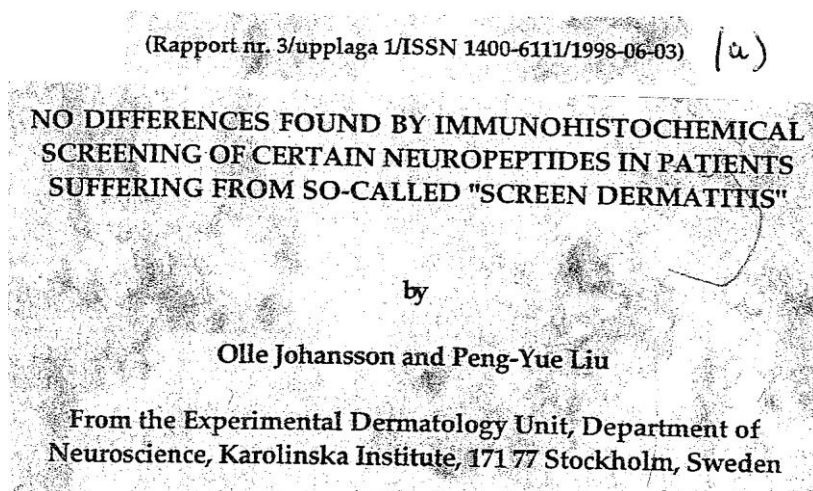 (Rapport nr. 3/upplaga 1/ISSN 1400-6111/1998-06-03) (a)
NO DIFFERENCES FOUND BY IMMUNOHISTOCHEMICAL
SCREENING OF CERTAIN NEUROPEPTIDES IN PATIENTS
SUFFERING FROM SO-CALLED "SCREEN DERMATITIS"
by
Olle Johansson and Peng-Yue Liu
From the Experimental Dermatology Unit, Department of
Neuroscience, Karolinska Institute, 171 77 Stockholm, Sweden